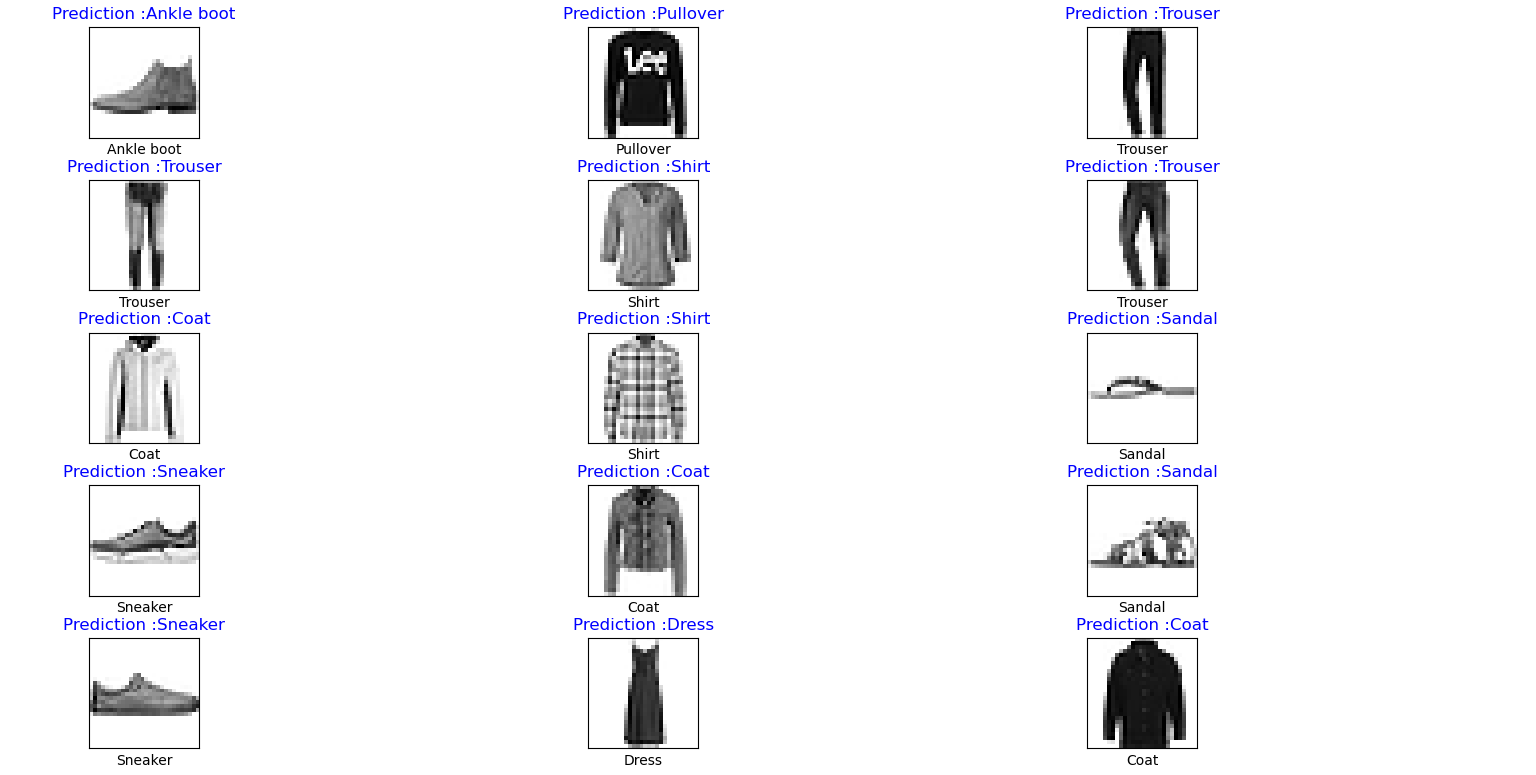 Prediction :Ankle boot
Prediction :Pullover
Prediction :Trouser
Lee
Ankle boot
Pullover
Trouser
Prediction :Trouser
Prediction :Shirt
Prediction :Trouser
Trouser
Shirt
Trouser
Prediction :Coat
Prediction :Shirt
Prediction :Sandal
Coat
Shirt
Sandal
Prediction :Sneaker
Prediction :Coat
Prediction :Sandal
Sneaker
Coat
Sandal
Prediction :Sneaker
Prediction :Dress
Prediction :Coat
Sneaker
Dress
Coat